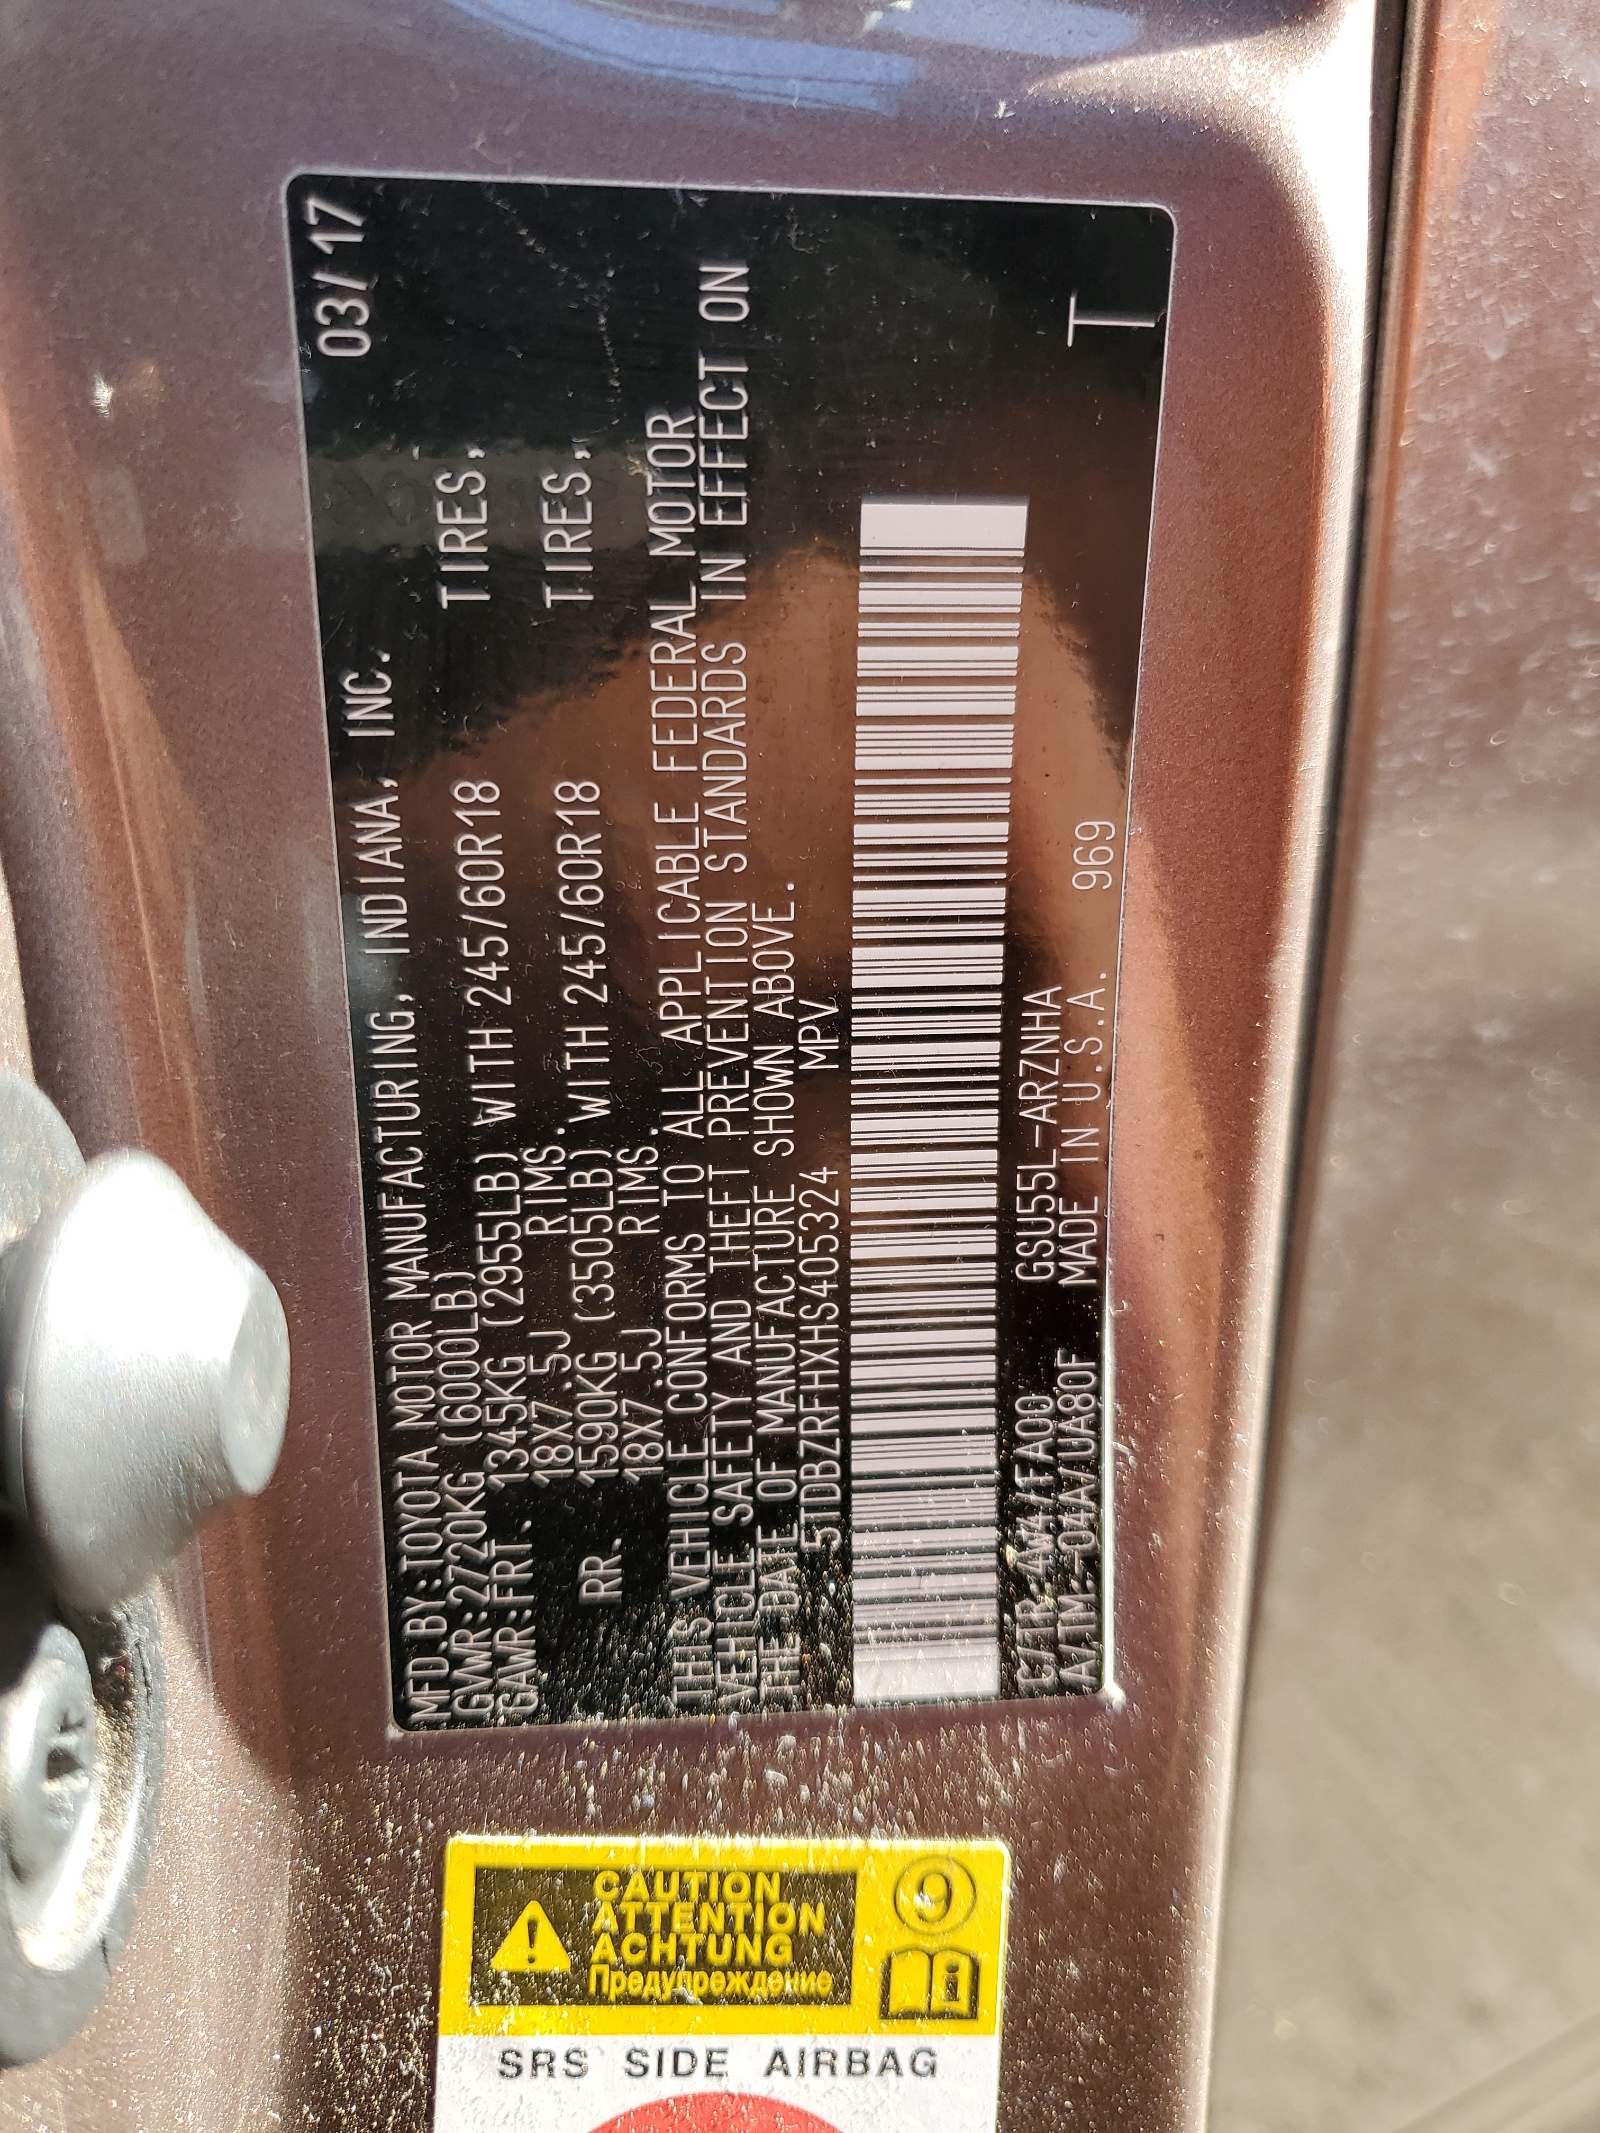 03/17
MFD.BY:TOYOTA MOTOR MANUFACTURING, INDIANA, INC.
GVWR:2720KG (6000LB)
GAWR:FRT. 1345KG (2955LB) WITH 245/60R18 TIRES,
18X7.5J RIMS.
RR. 1590KG (3505LB) WITH 245/60R18 TIRES,
18X7.5J RIMS.
THIS VEHICLE CONFORMS TO ALL APPLICABLE FEDERAL MOTOR
VEHICLE SAFETY AND THEFT PREVENTION STANDARDS IN EFFECT ON
THE DATE OF MANUFACTURE SHOWN ABOVE.
5TDBZRFHXHS405324 MPV
C/TR:4W4/FA00 GSU55L-ARZNHA
A/TM:-04A/UA80F MADE IN U.S.A. 969
T
CAUTION
ATTENTION
ACHTUNG
Предупреждение
9
i
SRS SIDE AIRBAG